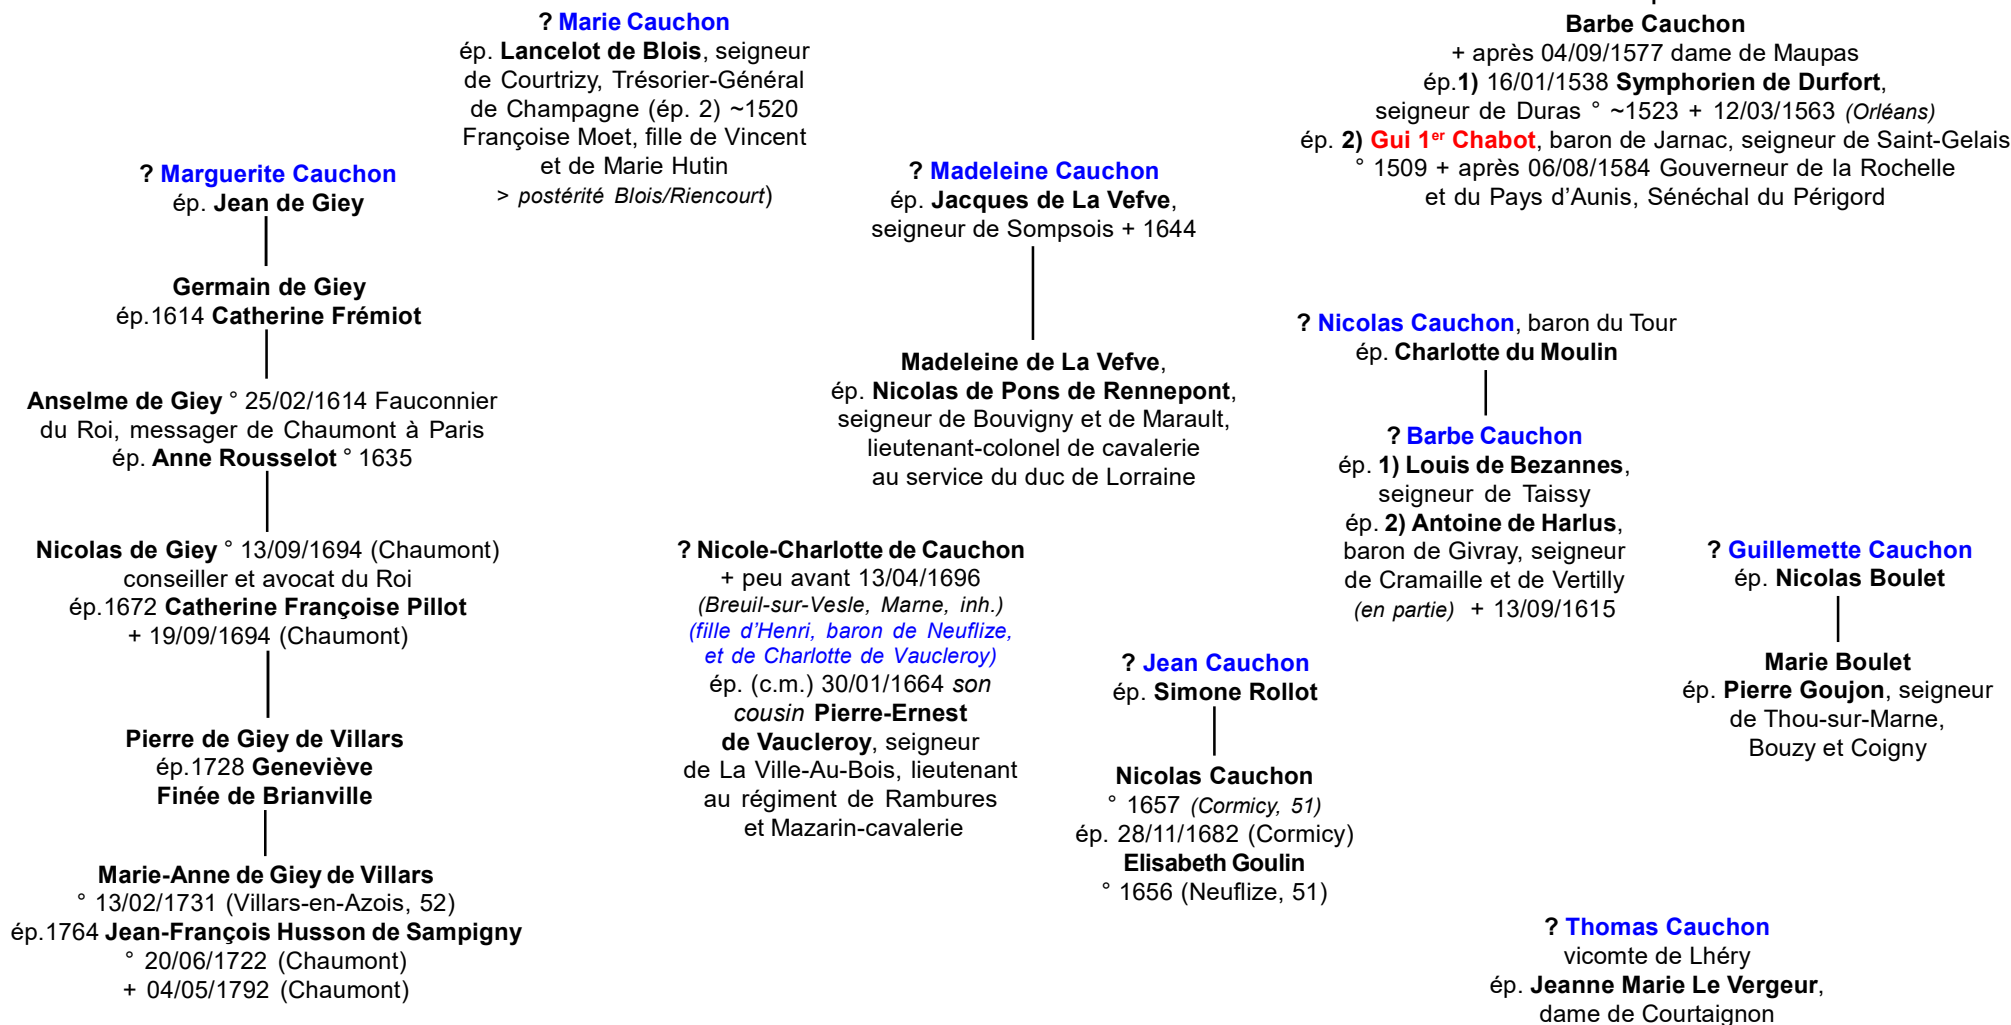 ? Marie Cauchon
ép. Lancelot de Blois, seigneur
de Courtrizy, Trésorier-Général
de Champagne (ép. 2) ~1520
Françoise Moet, fille de Vincent
et de Marie Hutin
> postérité Blois/Riencourt)
Barbe Cauchon
+ après 04/09/1577 dame de Maupas
ép.1) 16/01/1538 Symphorien de Durfort,
seigneur de Duras ° ~1523 + 12/03/1563 (Orléans)
ép. 2) Gui 1er Chabot, baron de Jarnac, seigneur de Saint-Gelais
° 1509 + après 06/08/1584 Gouverneur de la Rochelle
et du Pays d'Aunis, Sénéchal du Périgord
? Marguerite Cauchon
ép. Jean de Giey
Germain de Giey
ép.1614 Catherine Frémiot
Anselme de Giey ° 25/02/1614 Fauconnier
du Roi, messager de Chaumont à Paris
ép. Anne Rousselot ° 1635
Nicolas de Giey ° 13/09/1694 (Chaumont)
conseiller et avocat du Roi
ép.1672 Catherine Françoise Pillot
+ 19/09/1694 (Chaumont)
Pierre de Giey de Villars
ép.1728 Geneviève
Finée de Brianville
Marie-Anne de Giey de Villars
° 13/02/1731 (Villars-en-Azois, 52)
ép.1764 Jean-François Husson de Sampigny
° 20/06/1722 (Chaumont)
+ 04/05/1792 (Chaumont)
? Madeleine Cauchon
ép. Jacques de La Vefve,
seigneur de Sompsois + 1644
Madeleine de La Vefve,
ép. Nicolas de Pons de Rennepont,
seigneur de Bouvigny et de Marault,
lieutenant-colonel de cavalerie
au service du duc de Lorraine
? Nicolas Cauchon, baron du Tour
ép. Charlotte du Moulin
? Barbe Cauchon
ép. 1) Louis de Bezannes,
seigneur de Taissy
ép. 2) Antoine de Harlus,
baron de Givray, seigneur
de Cramaille et de Vertilly
(en partie) + 13/09/1615
? Nicole-Charlotte de Cauchon
+ peu avant 13/04/1696
(Breuil-sur-Vesle, Marne, inh.)
(fille d'Henri, baron de Neuflize,
et de Charlotte de Vaucleroy)
ép. (c.m.) 30/01/1664 son
cousin Pierre-Ernest
de Vaucleroy, seigneur
de La Ville-Au-Bois, lieutenant
au régiment de Rambures
et Mazarin-cavalerie
? Guillemette Cauchon
ép. Nicolas Boulet
Marie Boulet
ép. Pierre Goujon, seigneur
de Thou-sur-Marne,
Bouzy et Coigny
? Jean Cauchon
ép. Simone Rollot
Nicolas Cauchon
° 1657 (Cormicy, 51)
ép. 28/11/1682 (Cormicy)
Elisabeth Goulin
° 1656 (Neuflize, 51)
? Thomas Cauchon
vicomte de Lhéry
ép. Jeanne Marie Le Vergeur,
dame de Courtaignon